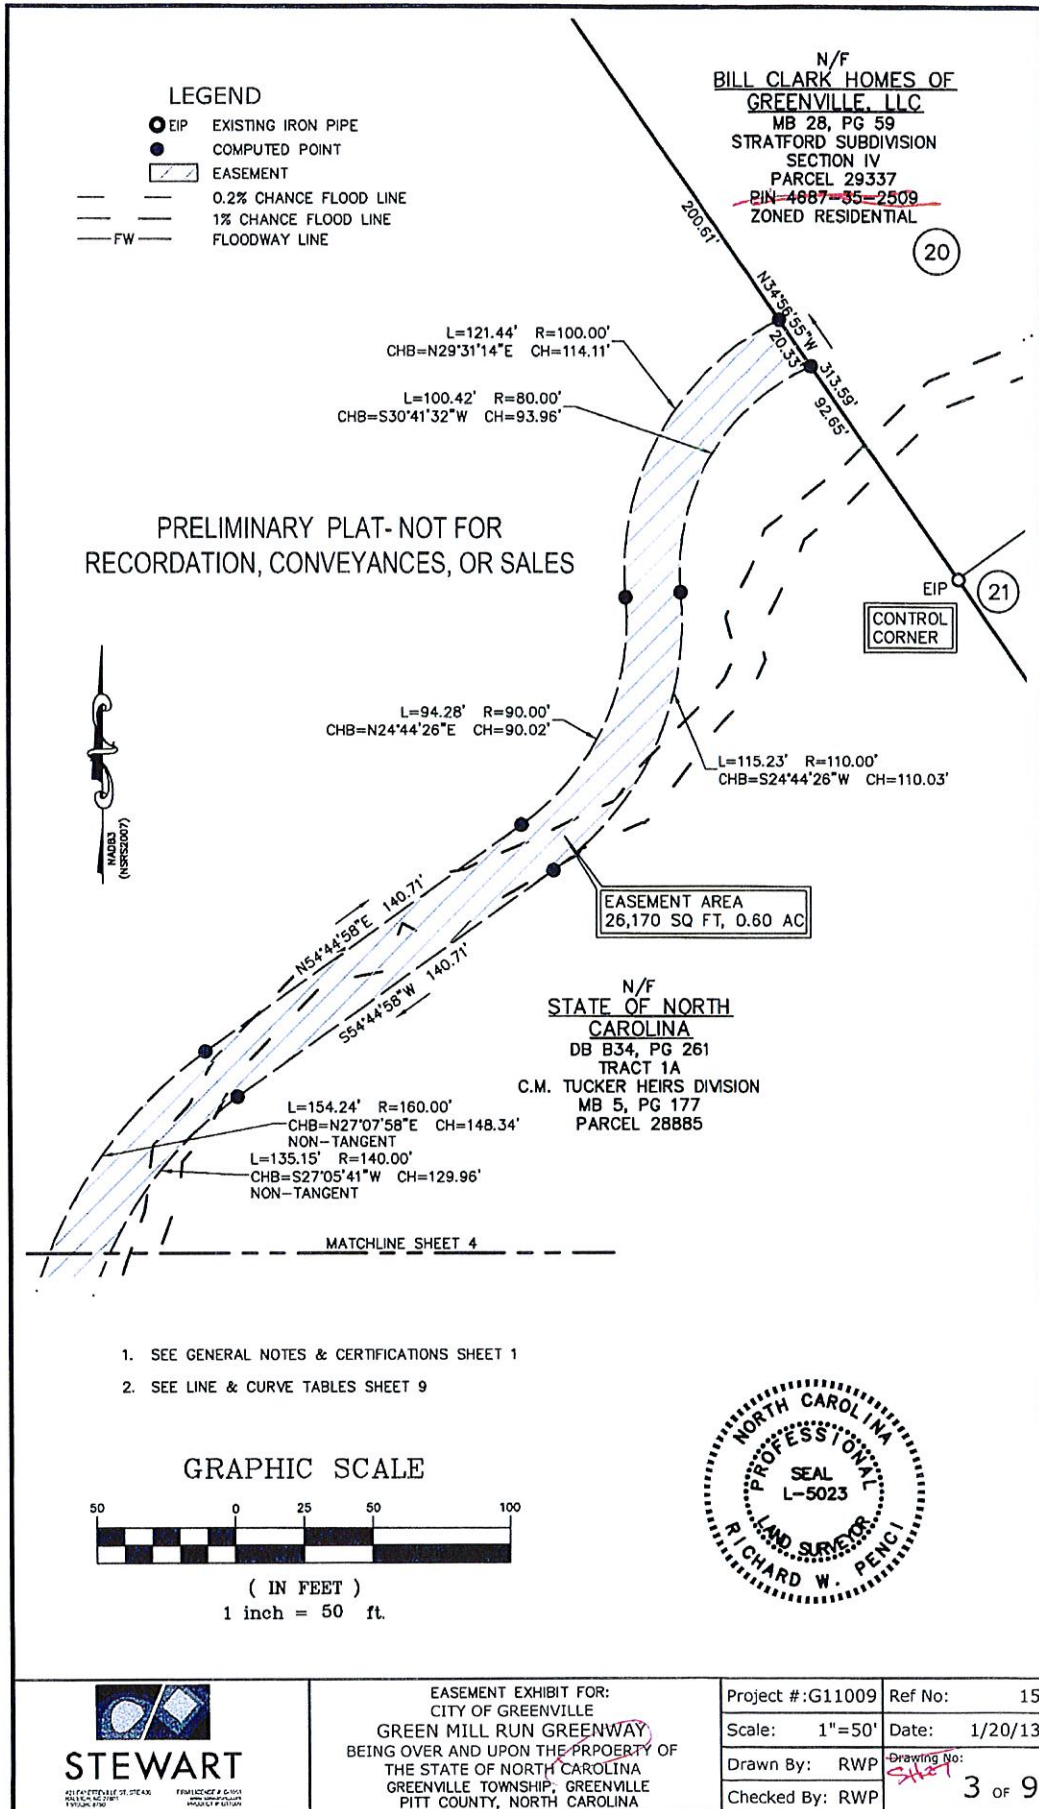 LEGEND
EIP EXISTING IRON PIPE
COMPUTED POINT
EASEMENT
0.2% CHANCE FLOOD LINE
1% CHANCE FLOOD LINE
FW FLOODWAY LINE
N/F
BILL CLARK HOMES OF
GREENVILLE, LLC
MB 28, PG 59
STRATFORD SUBDIVISION
SECTION IV
PARCEL 29337
PIN 4687-35-2509
ZONED RESIDENTIAL
20
200.61'
N34°56'55"W
20.33'
313.59'
92.65'
L=121.44' R=100.00'
CHB=N29°31'14"E CH=114.11'
L=100.42' R=80.00'
CHB=S30°41'32"W CH=93.96'
PRELIMINARY PLAT- NOT FOR
RECORDATION, CONVEYANCES, OR SALES
EIP
21
CONTROL
CORNER
NAD83
(NSRS2007)
L=94.28' R=90.00'
CHB=N24°44'26"E CH=90.02'
L=115.23' R=110.00'
CHB=S24°44'26"W CH=110.03'
EASEMENT AREA
26,170 SQ FT, 0.60 AC
N54°44'58"E 140.71'
S54°44'58"W 140.71'
N/F
STATE OF NORTH
CAROLINA
DB B34, PG 261
TRACT 1A
C.M. TUCKER HEIRS DIVISION
MB 5, PG 177
PARCEL 28885
L=154.24' R=160.00'
CHB=N27°07'58"E CH=148.34'
NON-TANGENT
L=135.15' R=140.00'
CHB=S27°05'41"W CH=129.96'
NON-TANGENT
MATCHLINE SHEET 4
1. SEE GENERAL NOTES & CERTIFICATIONS SHEET 1
2. SEE LINE & CURVE TABLES SHEET 9
GRAPHIC SCALE
50 0 25 50 100
( IN FEET )
1 inch = 50 ft.
NORTH CAROLINA
PROFESSIONAL
SEAL
L-5023
LAND SURVEYOR
RICHARD W. PENCI
STEWART
EASEMENT EXHIBIT FOR:
CITY OF GREENVILLE
GREEN MILL RUN GREENWAY
BEING OVER AND UPON THE PRPOERTY OF
THE STATE OF NORTH CAROLINA
GREENVILLE TOWNSHIP, GREENVILLE
PITT COUNTY, NORTH CAROLINA
Project #:G11009 Ref No: 15
Scale: 1"=50' Date: 1/20/13
Drawn By: RWP Drawing No:
Checked By: RWP 3 OF 9